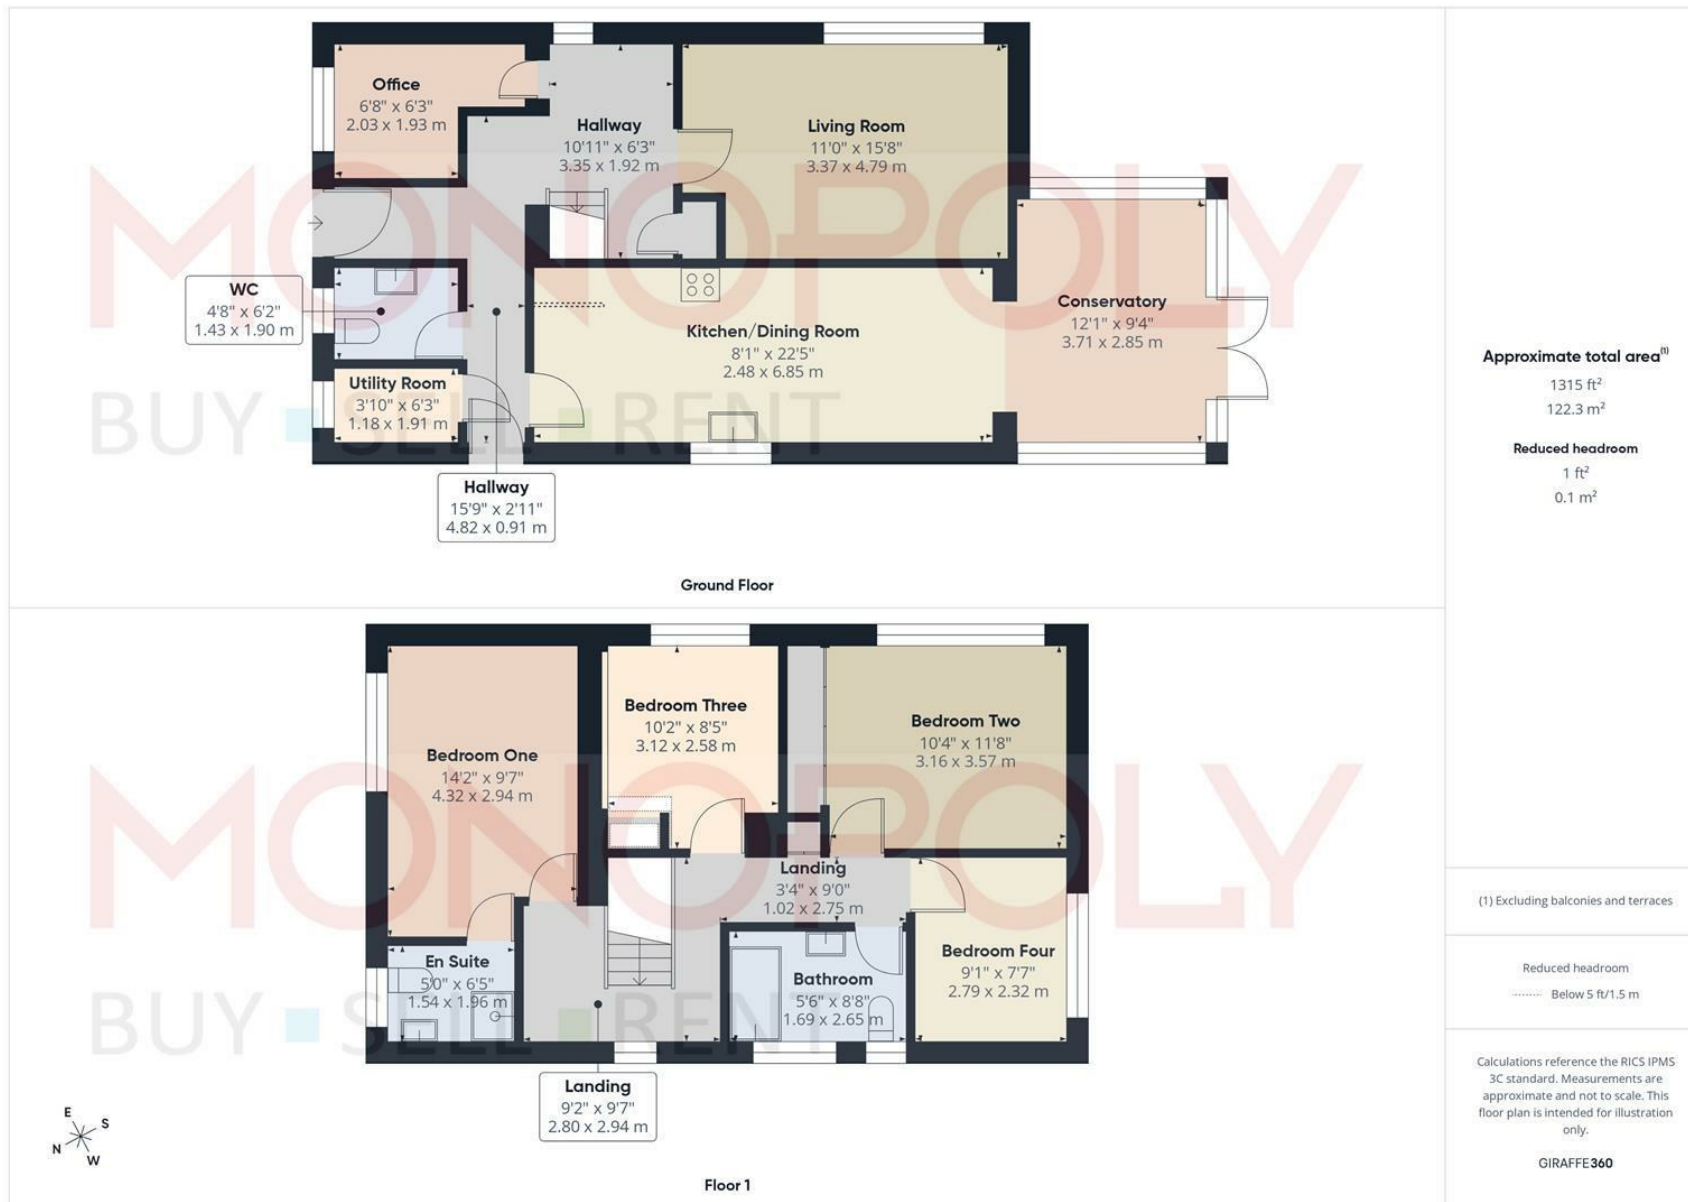 Office
6'8" x 6'3"
2.03 x 1.93 m
Hallway
10'11" x 6'3"
3.35 x 1.92 m
Living Room
11'0" x 15'8"
3.37 x 4.79 m
MONOPOLY
BUY SELL RENT
WC
4'8" x 6'2"
1.43 x 1.90 m
Kitchen/Dining Room
8'1" x 22'5"
2.48 x 6.85 m
Conservatory
12'1" x 9'4"
3.71 x 2.85 m
Utility Room
3'10" x 6'3"
1.18 x 1.91 m
Hallway
15'9" x 2'11"
4.82 x 0.91 m
Ground Floor
Bedroom One
14'2" x 9'7"
4.32 x 2.94 m
Bedroom Three
10'2" x 8'5"
3.12 x 2.58 m
Bedroom Two
10'4" x 11'8"
3.16 x 3.57 m
MONOPOLY
BUY SELL RENT
Landing
3'4" x 9'0"
1.02 x 2.75 m
En Suite
5'0" x 6'5"
1.54 x 1.96 m
Bathroom
5'6" x 8'8"
1.69 x 2.65 m
Bedroom Four
9'1" x 7'7"
2.79 x 2.32 m
Landing
9'2" x 9'7"
2.80 x 2.94 m
E
S
N
W
Floor 1
Approximate total area(1)
1315 ft²
122.3 m²
Reduced headroom
1 ft²
0.1 m²
(1) Excluding balconies and terraces
Reduced headroom
Below 5 ft/1.5 m
Calculations reference the RICS IPMS
3C standard. Measurements are
approximate and not to scale. This
floor plan is intended for illustration
only.
GIRAFFE360